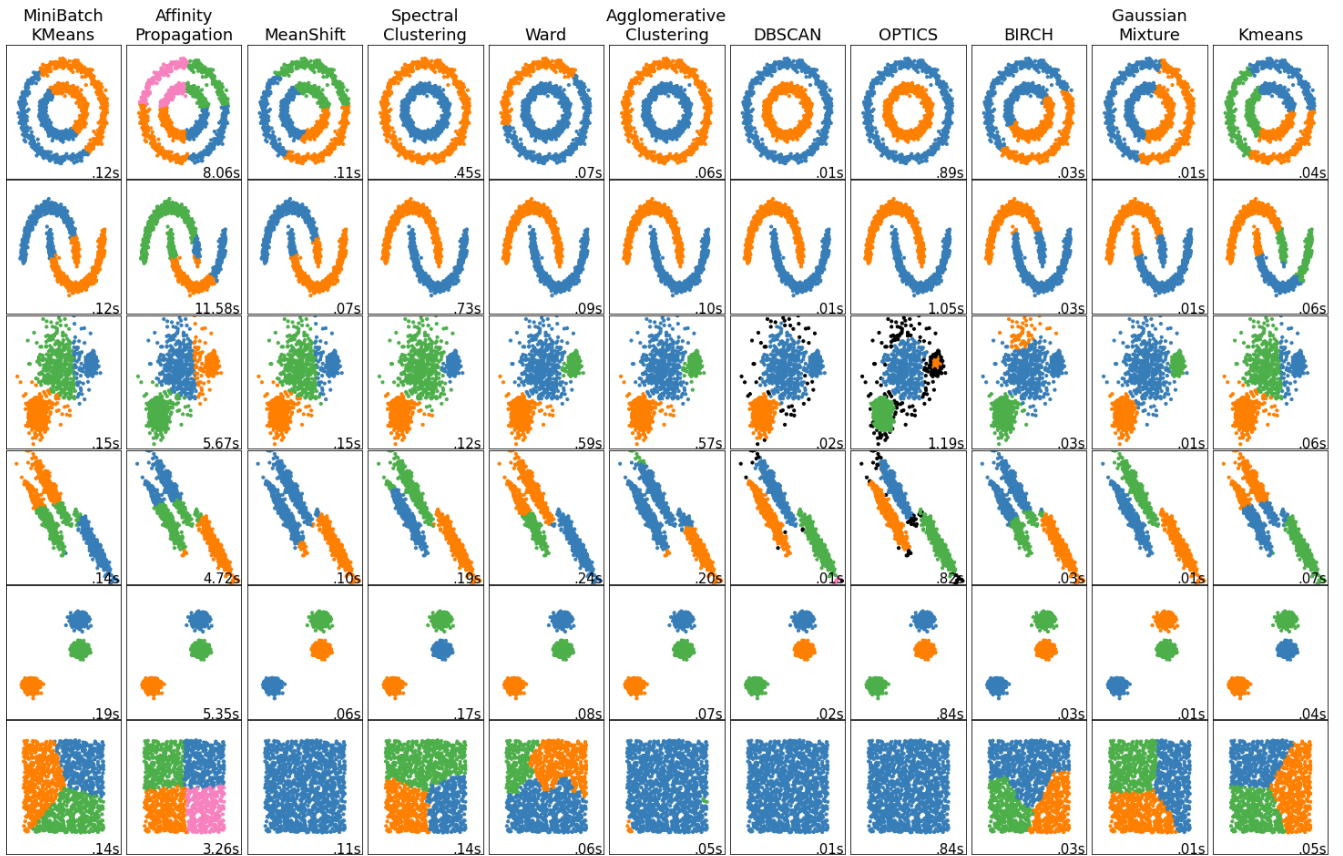 MiniBatch KMeans
Affinity Propagation
MeanShift
Spectral Clustering
Ward
Agglomerative Clustering
DBSCAN
OPTICS
BIRCH
Gaussian Mixture
Kmeans
.12s 8.06s .11s .45s .07s .06s .01s .89s .03s .01s .04s
.12s 11.58s .07s .73s .09s .10s .01s 1.05s .03s .01s .06s
.15s 5.67s .15s .12s .59s .57s .02s 1.19s .03s .01s .06s
.14s 4.72s .10s .19s .24s .20s .01s .82s .03s .01s .07s
.19s 5.35s .06s .17s .08s .07s .02s .84s .03s .01s .04s
.14s 3.26s .11s .14s .06s .05s .01s .84s .03s .01s .05s